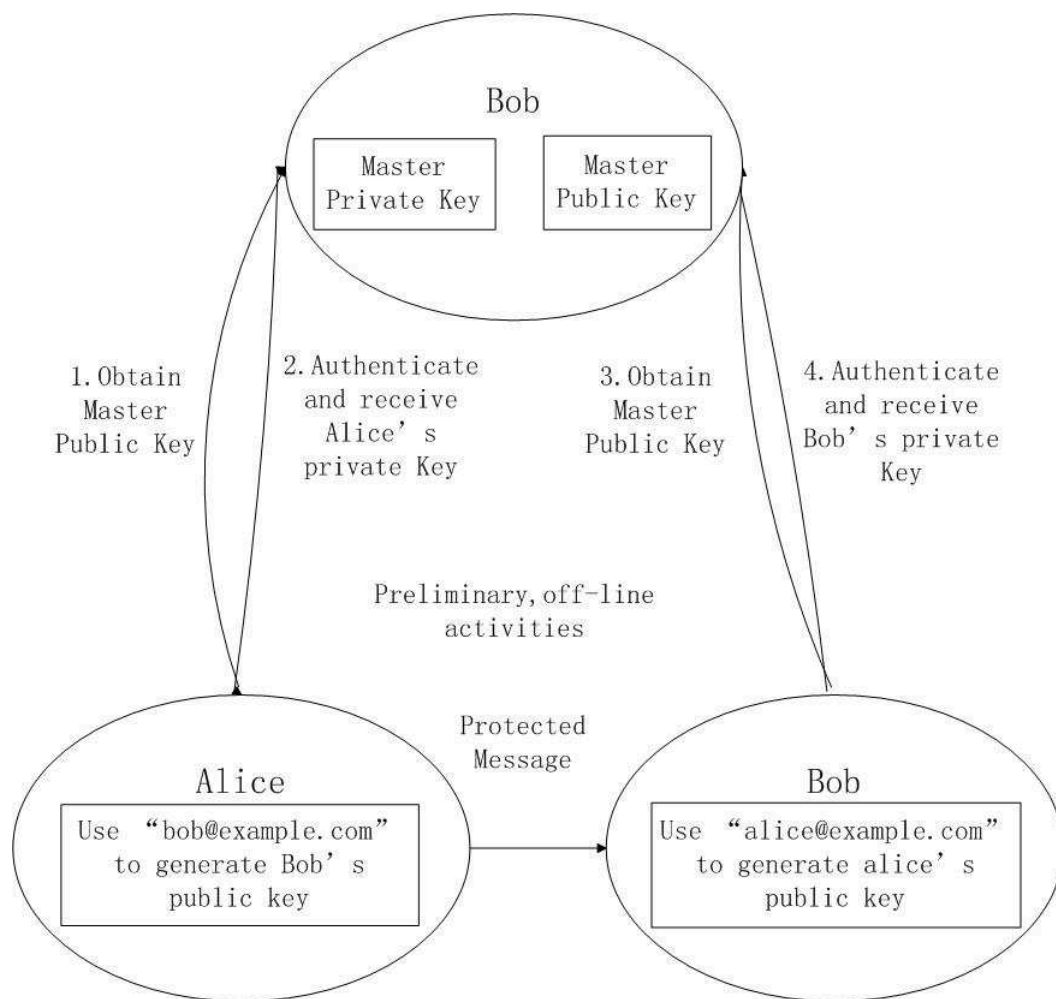 Bob
Master
Private Key
Master
Public Key
1.Obtain
Master
Public Key
2.Authenticate
and receive
Alice’s
private Key
3.Obtain
Master
Public Key
4.Authenticate
and receive
Bob’s private
Key
Preliminary,off-line
activities
Protected
Message
Alice
Use “bob@example.com”
to generate Bob’s
public key
Bob
Use “alice@example.com”
to generate alice’s
public key